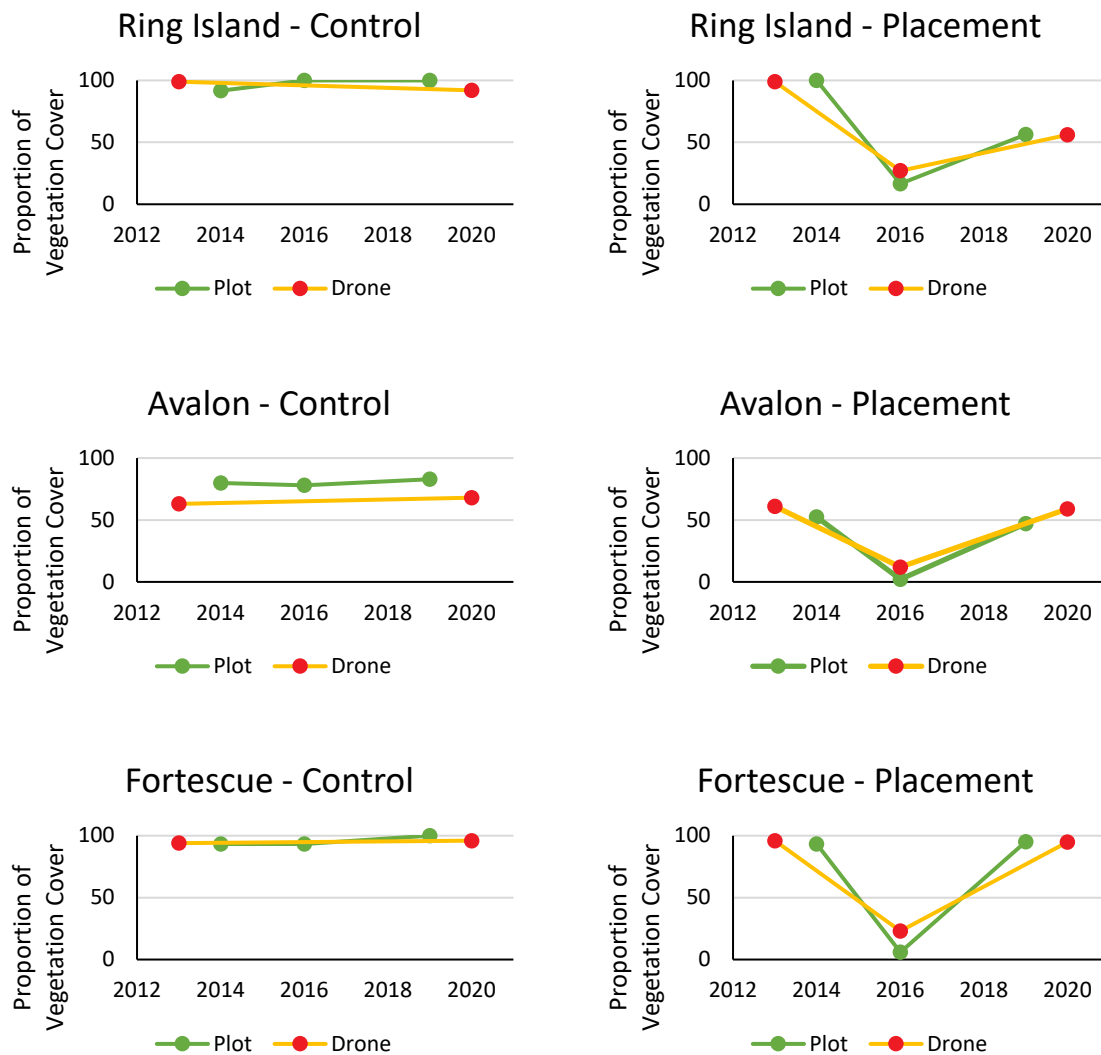 Ring Island - Control
Proportion of
Vegetation Cover
100
50
0
2012 2014 2016 2018 2020
Plot Drone
Ring Island - Placement
Proportion of
Vegetation Cover
100
50
0
2012 2014 2016 2018 2020
Plot Drone
Avalon - Control
Proportion of
Vegetation Cover
100
50
0
2012 2014 2016 2018 2020
Plot Drone
Avalon - Placement
Proportion of
Vegetation Cover
100
50
0
2012 2014 2016 2018 2020
Plot Drone
Fortescue - Control
Proportion of
Vegetation Cover
100
50
0
2012 2014 2016 2018 2020
Plot Drone
Fortescue - Placement
Proportion of
Vegetation Cover
100
50
0
2012 2014 2016 2018 2020
Plot Drone